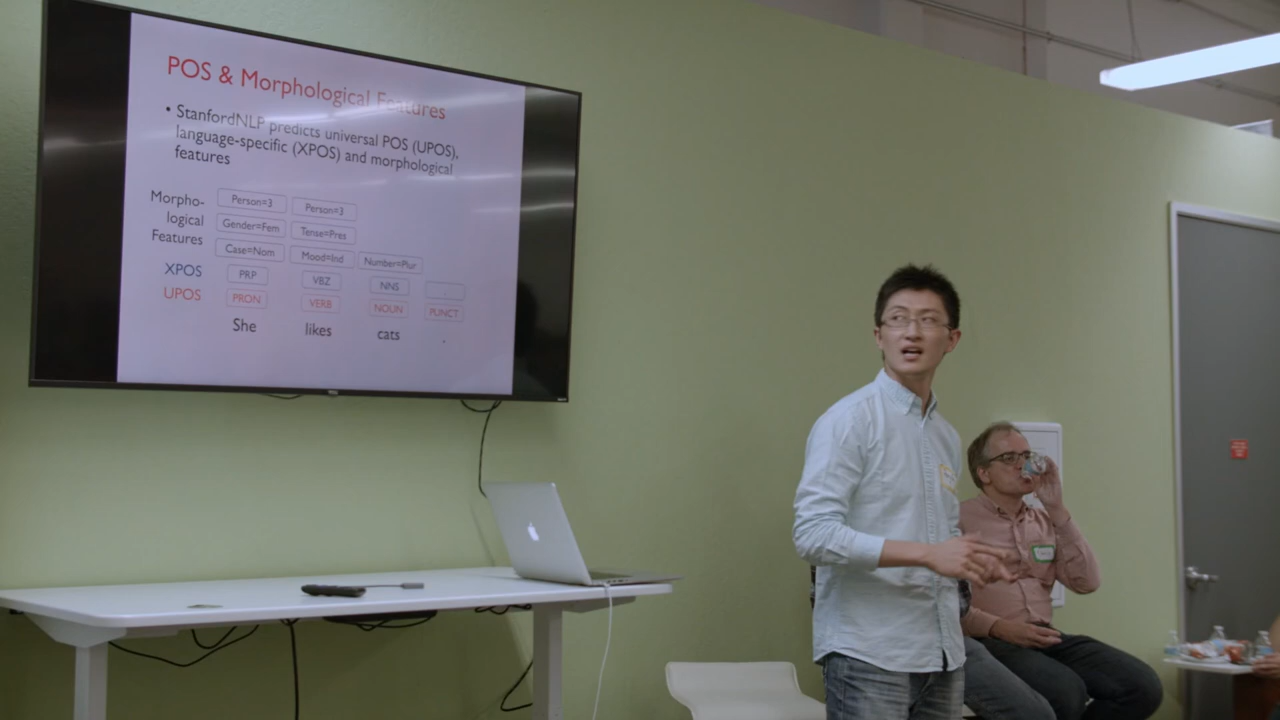 POS & Morphological Features
• StanfordNLP predicts universal POS (UPOS),
language-specific (XPOS) and morphological
features
Morpho-
logical
Features
Person=3 Person=3
Gender=Fem Tense=Pres
Case=Nom Mood=Ind Number=Plur
XPOS PRP VBZ NNS .
UPOS PRON VERB NOUN PUNCT
She likes cats .